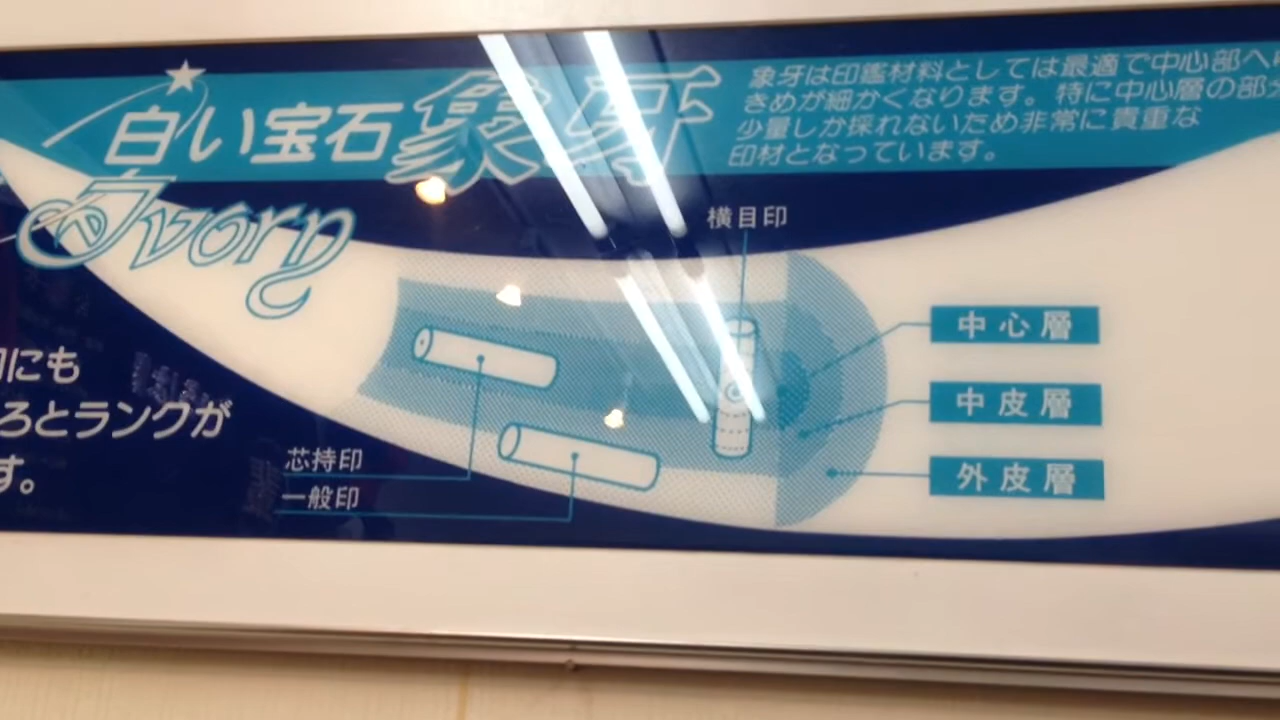 白い宝石象牙
Ivory
象牙は印鑑材料としては最適で中心部へ
きめが細かくなります。特に中心層の部
少量しか採れないため非常に貴重な
印材となっています。
横目印
中心層
中皮層
外皮層
にも
ろとランクが
す。
芯持印
一般印